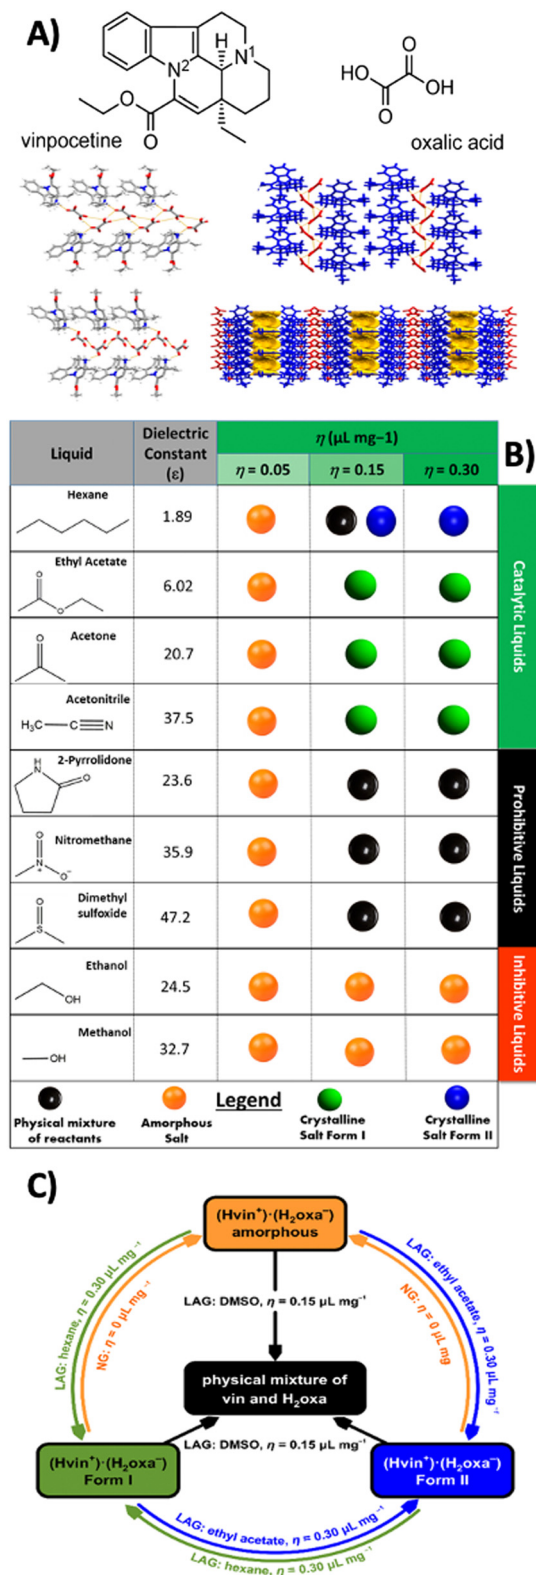 A)
H
N1
N2
O
O
HO
OH
O
O
vinpocetine
oxalic acid
Liquid
Dielectric
Constant
(ε)
η (μL mg−1)
B)
η = 0.05
η = 0.15
η = 0.30
Hexane
1.89
Ethyl Acetate
O
O
6.02
Acetone
O
20.7
Acetonitrile
H₃C
C
N
37.5
Catalytic Liquids
2-Pyrrolidone
H
N
O
23.6
Nitromethane
O
N+
O−
35.9
Dimethyl
sulfoxide
O
S
47.2
Prohibitive Liquids
Ethanol
OH
24.5
Methanol
OH
32.7
Inhibitive Liquids
Legend
Physical mixture
of reactants
Amorphous
Salt
Crystalline
Salt Form I
Crystalline
Salt Form II
C)
(Hvin⁺)·(H₂oxa⁻)
amorphous
LAG: hexane, η = 0.30 μL mg⁻¹
NG: η = 0 μL mg⁻¹
LAG: ethyl acetate, η = 0.30 μL mg⁻¹
NG: η = 0 μL mg
LAG: DMSO, η = 0.15 μL mg⁻¹
physical mixture of
vin and H₂oxa
LAG: DMSO, η = 0.15 μL mg⁻¹
(Hvin⁺)·(H₂oxa⁻)
Form I
(Hvin⁺)·(H₂oxa⁻)
Form II
LAG: ethyl acetate, η = 0.30 μL mg⁻¹
LAG: hexane, η = 0.30 μL mg⁻¹